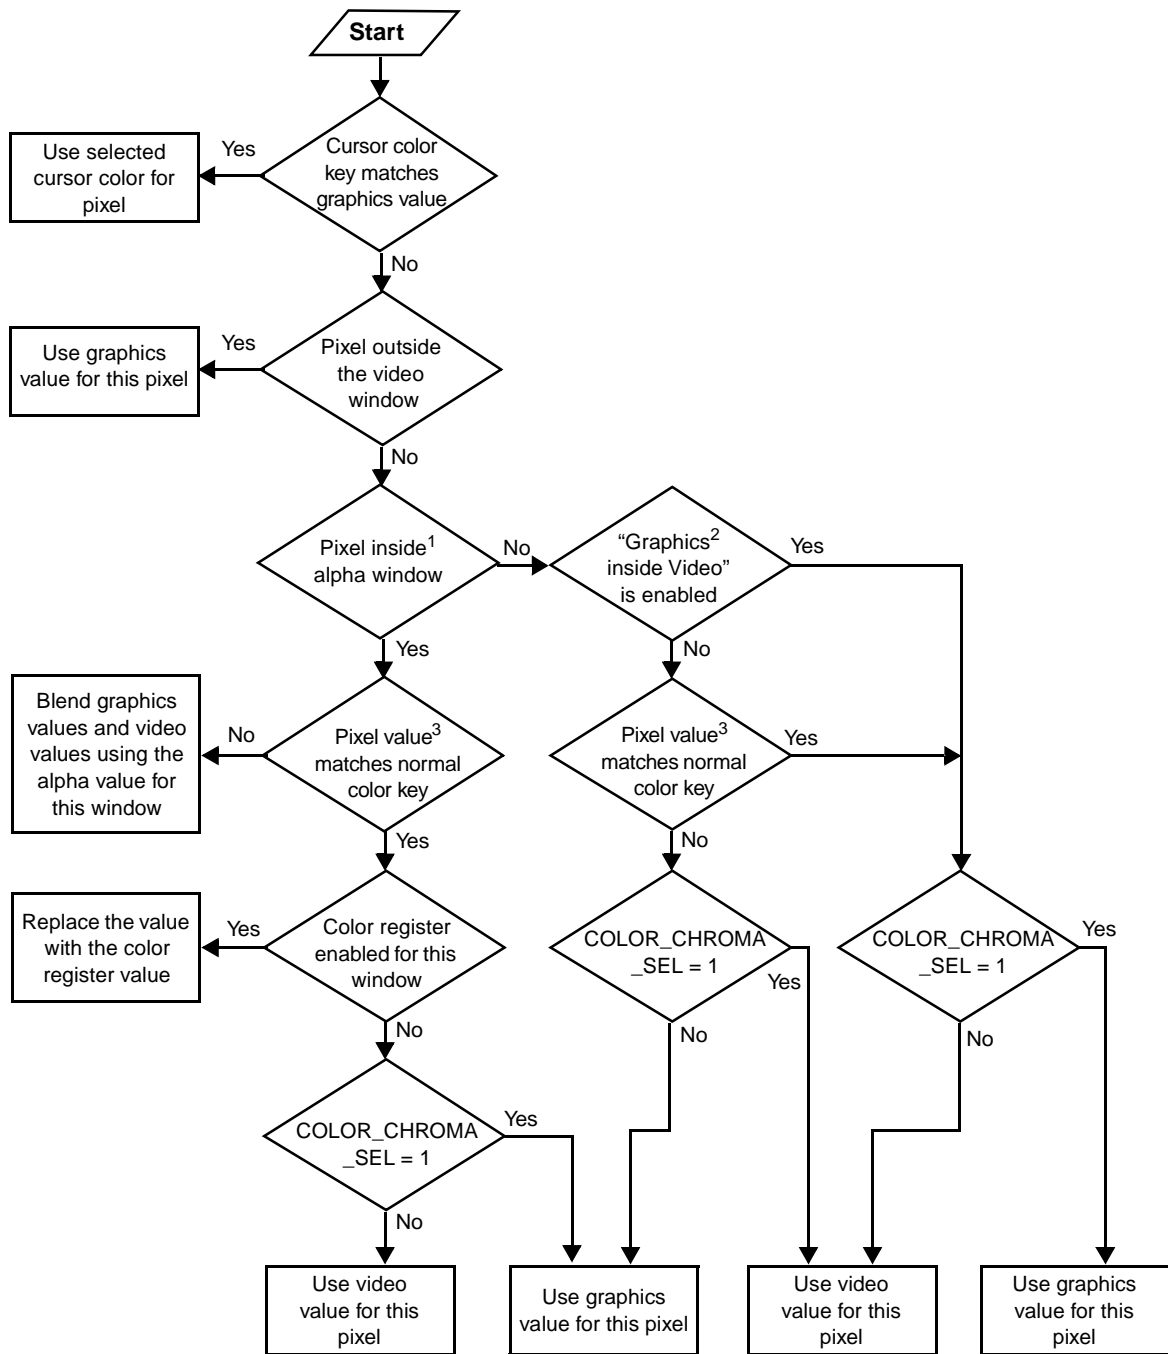 Start
Cursor color
key matches
graphics value
Yes
Use selected
cursor color for
pixel
No
Pixel outside
the video
window
Yes
Use graphics
value for this pixel
No
Pixel inside1
alpha window
No
“Graphics2
inside Video”
is enabled
Yes
Yes
No
Blend graphics
values and video
values using the
alpha value for
this window
No
Pixel value3
matches normal
color key
Pixel value3
matches normal
color key
Yes
Yes
No
Replace the value
with the color
register value
Yes
Color register
enabled for this
window
COLOR_CHROMA
_SEL = 1
Yes
COLOR_CHROMA
_SEL = 1
Yes
No
No
No
COLOR_CHROMA
_SEL = 1
Yes
No
Use video
value for this
pixel
Use graphics
value for this pixel
Use video
value for this
pixel
Use graphics
value for this
pixel